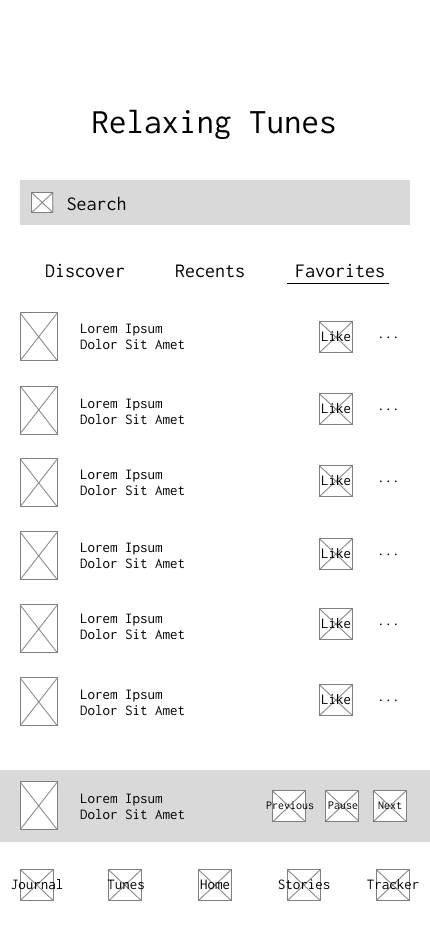 Relaxing Tunes
Search
Discover Recents Favorites
Lorem Ipsum
Dolor Sit Amet
Like ...
Lorem Ipsum
Dolor Sit Amet
Like ...
Lorem Ipsum
Dolor Sit Amet
Like ...
Lorem Ipsum
Dolor Sit Amet
Like ...
Lorem Ipsum
Dolor Sit Amet
Like ...
Lorem Ipsum
Dolor Sit Amet
Like ...
Lorem Ipsum
Dolor Sit Amet
Previous Pause Next
Journal Tunes Home Stories Tracker